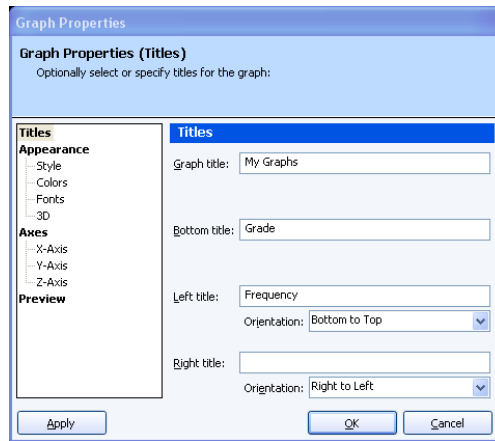 Graph Properties
Graph Properties (Titles)
Optionally select or specify titles for the graph:
Titles
Appearance
Style
Colors
Fonts
3D
Axes
X-Axis
Y-Axis
Z-Axis
Preview
Titles
Graph title: My Graphs
Bottom title: Grade
Left title: Frequency
Orientation: Bottom to Top
Right title:
Orientation: Right to Left
Apply OK Cancel